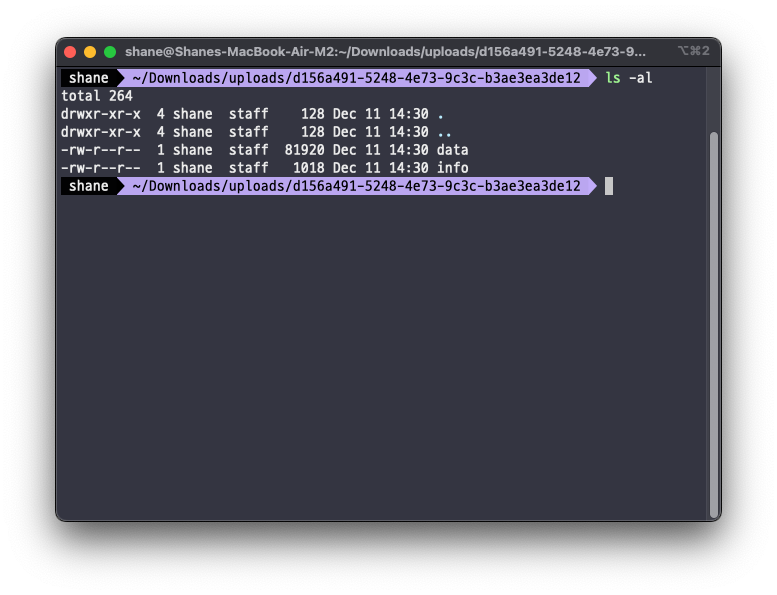 shane@Shanes-MacBook-Air-M2:~/Downloads/uploads/d156a491-5248-4e73-9... ⌥⌘2
shane ~/Downloads/uploads/d156a491-5248-4e73-9c3c-b3ae3ea3de12 ls -al
total 264
drwxr-xr-x 4 shane staff 128 Dec 11 14:30 .
drwxr-xr-x 4 shane staff 128 Dec 11 14:30 ..
-rw-r--r-- 1 shane staff 81920 Dec 11 14:30 data
-rw-r--r-- 1 shane staff 1018 Dec 11 14:30 info
shane ~/Downloads/uploads/d156a491-5248-4e73-9c3c-b3ae3ea3de12